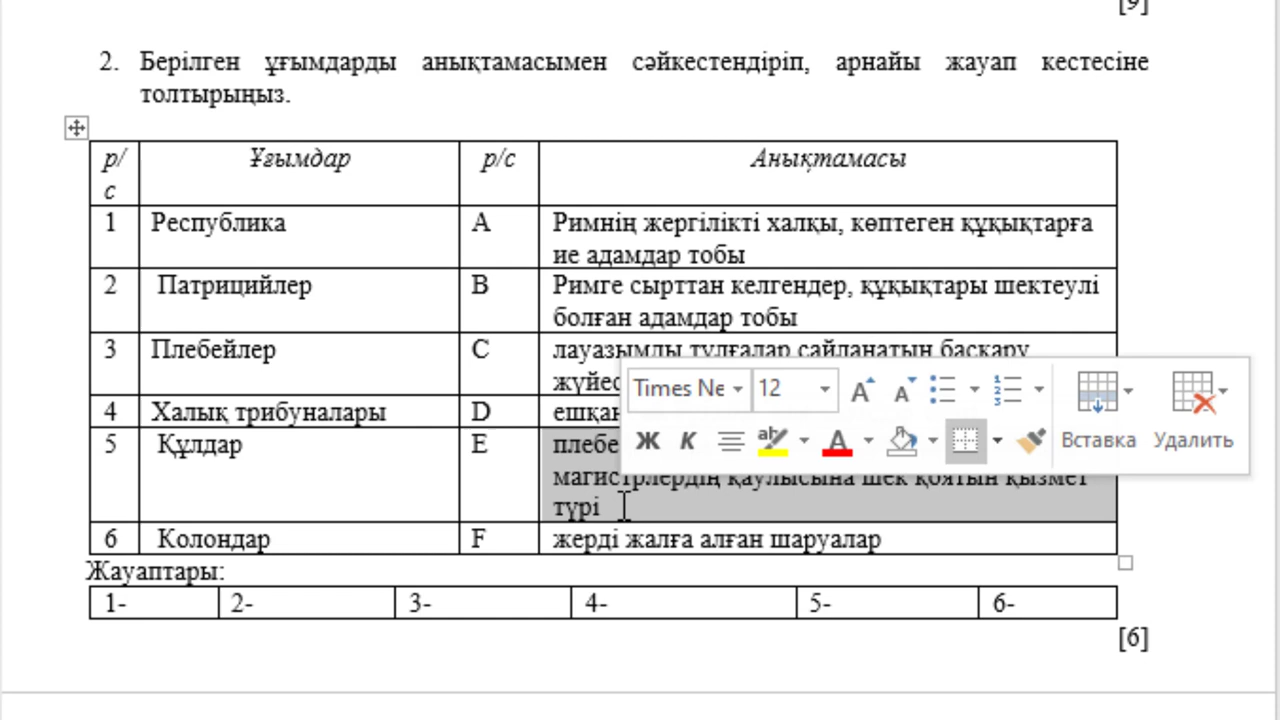 [9]
2. Берілген ұғымдарды анықтамасымен сәйкестендіріп, арнайы жауап кестесіне
толтырыңыз.
р/с Ұғымдар р/с Анықтамасы
1 Республика A Римнің жергілікті халқы, көптеген құқықтарға
ие адамдар тобы
2 Патрицийлер B Римге сырттан келгендер, құқықтары шектеулі
болған адамдар тобы
3 Плебейлер C лауазымды тұлғалар сайланатын басқару
4 Халық трибуналары D
5 Құлдар E
магистрлердің қаулысына шек қоятын қызмет
түрі
6 Колондар F жерді жалға алған шаруалар
Times Ne 12
Ж К А Вставка Удалить
Жауаптары:
1- 2- 3- 4- 5- 6-
[6]